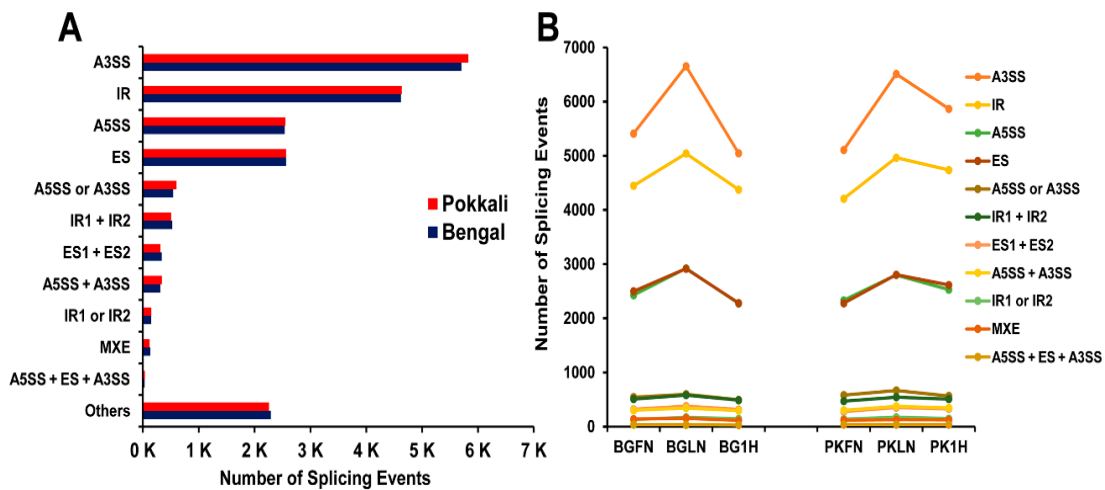 A
A3SS
IR
A5SS
ES
A5SS or A3SS
IR1 + IR2
ES1 + ES2
A5SS + A3SS
IR1 or IR2
MXE
A5SS + ES + A3SS
Others
0 K 1 K 2 K 3 K 4 K 5 K 6 K 7 K
Number of Splicing Events
Pokkali
Bengal
B
Number of Splicing Events
7000
6000
5000
4000
3000
2000
1000
0
BGFN BGLN BG1H PKFN PKLN PK1H
A3SS
IR
A5SS
ES
A5SS or A3SS
IR1 + IR2
ES1 + ES2
A5SS + A3SS
IR1 or IR2
MXE
A5SS + ES + A3SS